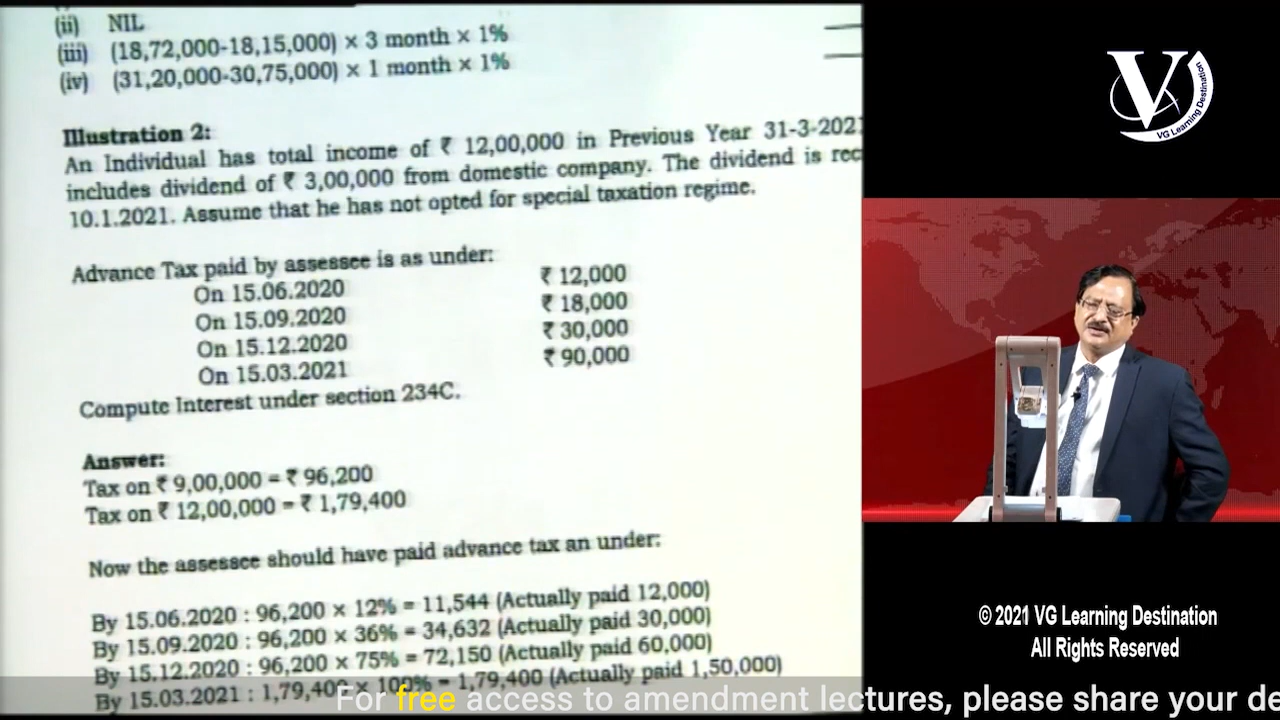 (ii) NIL
(iii) (18,72,000-18,15,000) × 3 month × 1%
(iv) (31,20,000-30,75,000) × 1 month × 1%
Illustration 2:
An Individual has total income of ₹ 12,00,000 in Previous Year 31-3-2021
includes dividend of ₹ 3,00,000 from domestic company. The dividend is rec
10.1.2021. Assume that he has not opted for special taxation regime.
Advance Tax paid by assessee is as under:
On 15.06.2020 ₹ 12,000
On 15.09.2020 ₹ 18,000
On 15.12.2020 ₹ 30,000
On 15.03.2021 ₹ 90,000
Compute Interest under section 234C.
Answer:
Tax on ₹ 9,00,000 = ₹ 96,200
Tax on ₹ 12,00,000 = ₹ 1,79,400
Now the assessee should have paid advance tax an under:
By 15.06.2020 : 96,200 × 12% = 11,544 (Actually paid 12,000)
By 15.09.2020 : 96,200 × 36% = 34,632 (Actually paid 30,000)
By 15.12.2020 : 96,200 × 75% = 72,150 (Actually paid 60,000)
By 15.03.2021 : 1,79,400 × 100% = 1,79,400 (Actually paid 1,50,000)
For free access to amendment lectures, please share your de
V
VG Learning Destination
© 2021 VG Learning Destination
All Rights Reserved